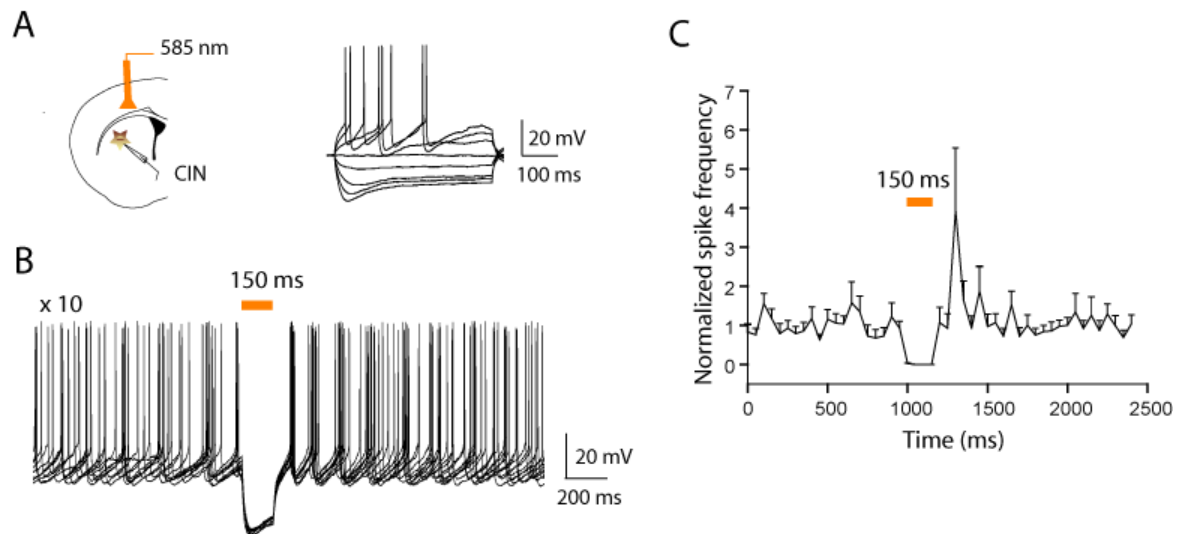 A
585 nm
CIN
20 mV
100 ms
B
x 10
150 ms
20 mV
200 ms
C
Normalized spike frequency
7
6
5
4
3
2
1
0
150 ms
0 500 1000 1500 2000 2500
Time (ms)